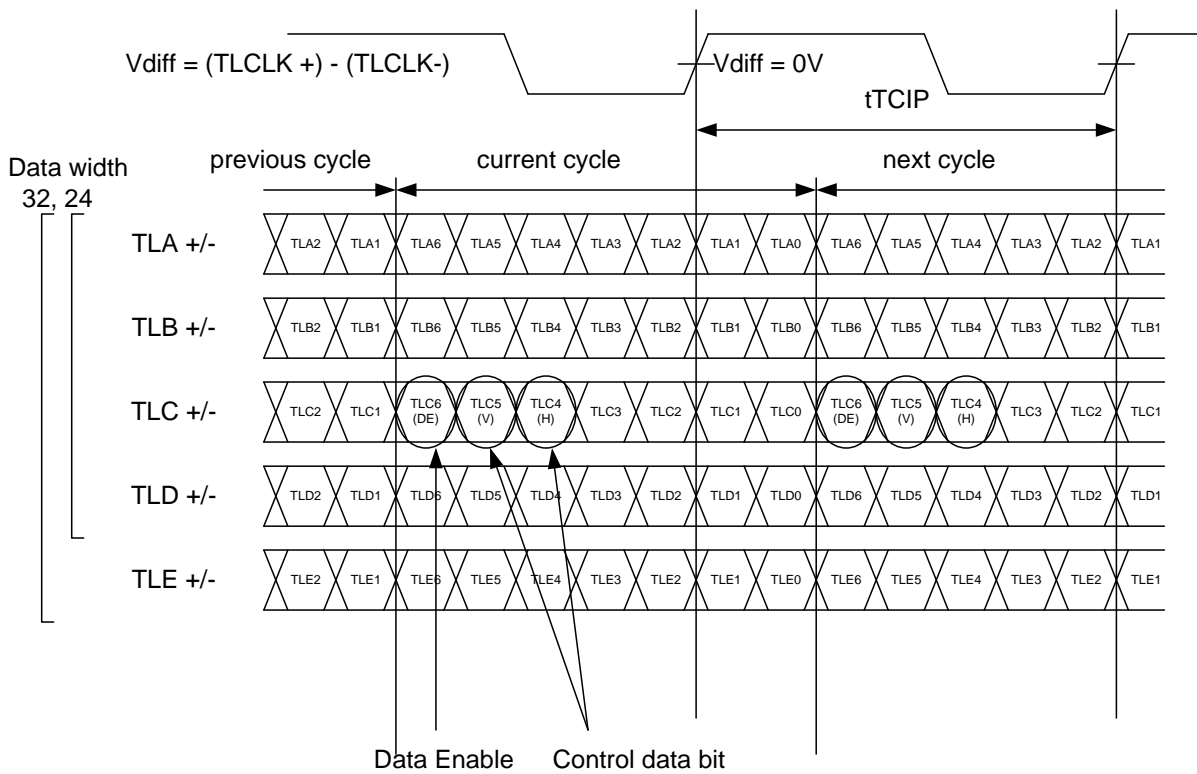 Vdiff = (TLCLK +) - (TLCLK-)
Vdiff = 0V
tTCIP
previous cycle
current cycle
next cycle
Data width
32, 24
TLA +/- TLA2 TLA1 TLA6 TLA5 TLA4 TLA3 TLA2 TLA1 TLA0 TLA6 TLA5 TLA4 TLA3 TLA2 TLA1
TLB +/- TLB2 TLB1 TLB6 TLB5 TLB4 TLB3 TLB2 TLB1 TLB0 TLB6 TLB5 TLB4 TLB3 TLB2 TLB1
TLC +/- TLC2 TLC1 TLC6 (DE) TLC5 (V) TLC4 (H) TLC3 TLC2 TLC1 TLC0 TLC6 (DE) TLC5 (V) TLC4 (H) TLC3 TLC2 TLC1
TLD +/- TLD2 TLD1 TLD6 TLD5 TLD4 TLD3 TLD2 TLD1 TLD0 TLD6 TLD5 TLD4 TLD3 TLD2 TLD1
TLE +/- TLE2 TLE1 TLE6 TLE5 TLE4 TLE3 TLE2 TLE1 TLE0 TLE6 TLE5 TLE4 TLE3 TLE2 TLE1
Data Enable
Control data bit